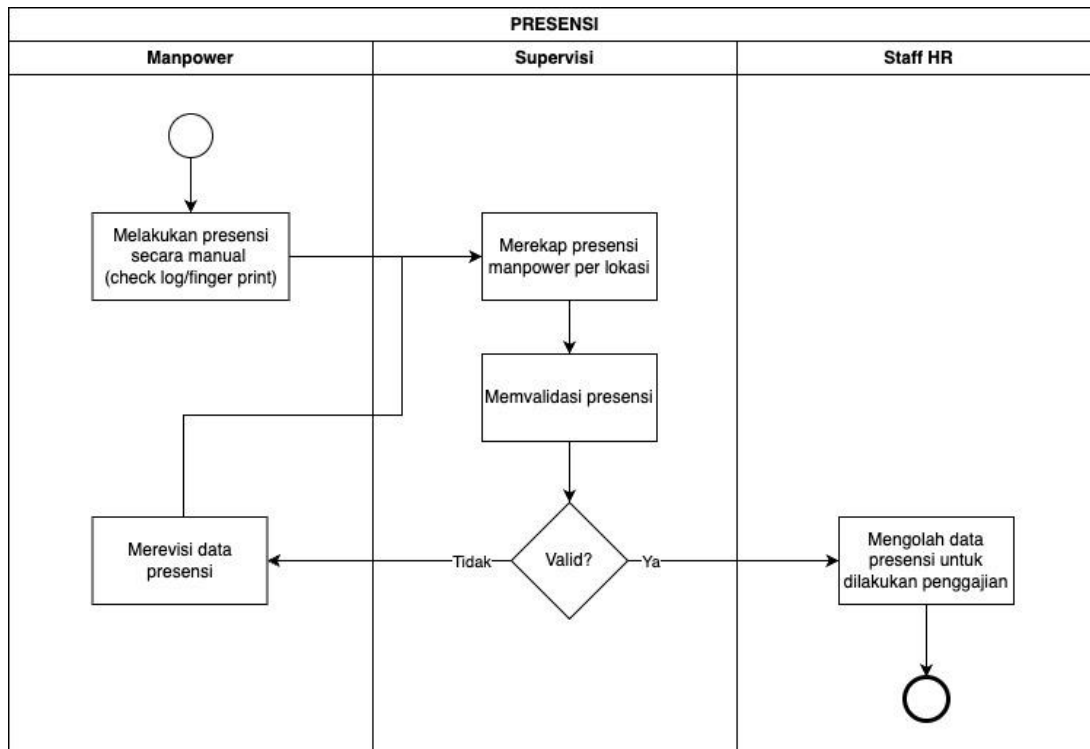 PRESENSI
Manpower
Supervisi
Staff HR
Melakukan presensi
secara manual
(check log/finger print)
Merekap presensi
manpower per lokasi
Memvalidasi presensi
Merevisi data
presensi
Tidak
Valid?
Ya
Mengolah data
presensi untuk
dilakukan penggajian